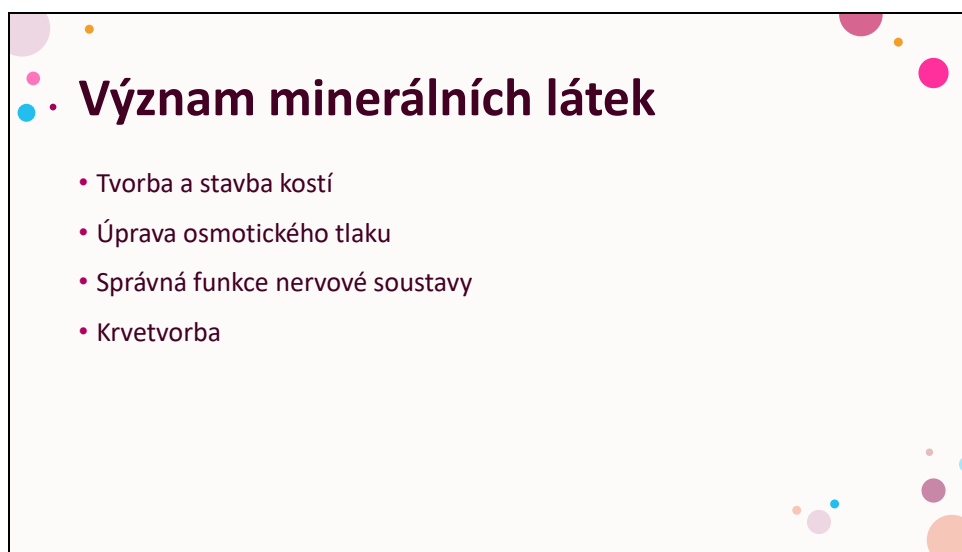 Význam minerálních látek
• Tvorba a stavba kostí
• Úprava osmotického tlaku
• Správná funkce nervové soustavy
• Krvetvorba